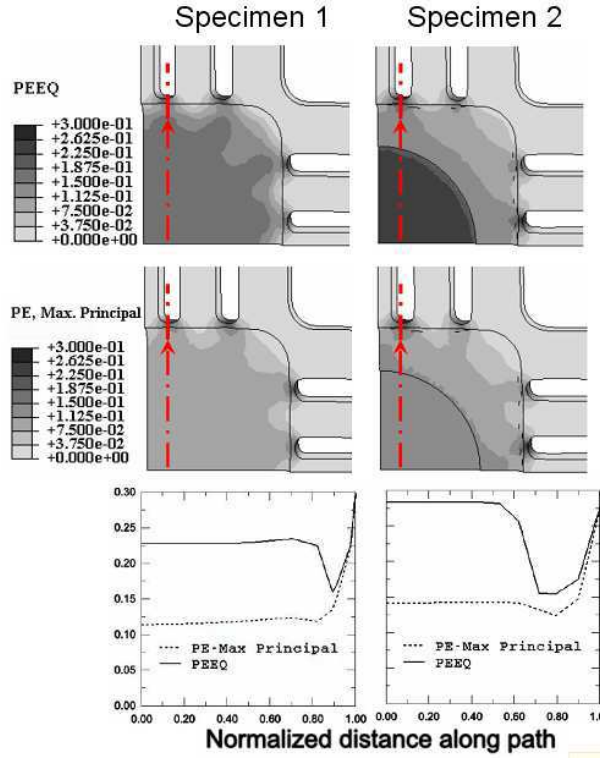 Specimen 1
Specimen 2
PEEQ
+3.000e-01
+2.625e-01
+2.250e-01
+1.875e-01
+1.500e-01
+1.125e-01
+7.500e-02
+3.750e-02
+0.000e+00
PE, Max. Principal
+3.000e-01
+2.625e-01
+2.250e-01
+1.875e-01
+1.500e-01
+1.125e-01
+7.500e-02
+3.750e-02
+0.000e+00
0.30
0.25
0.20
0.15
0.10
0.05
0.00
PE-Max Principal
PEEQ
PE-Max Principal
PEEQ
0.00 0.20 0.40 0.60 0.80 1.00
0.00 0.20 0.40 0.60 0.80 1.00
Normalized distance along path